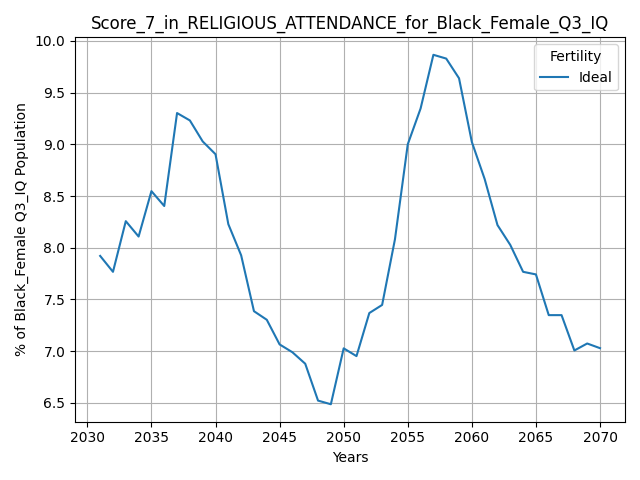 Score_7_in_RELIGIOUS_ATTENDANCE_for_Black_Female_Q3_IQ
Fertility
Ideal
% of Black_Female Q3_IQ Population
10.0
9.5
9.0
8.5
8.0
7.5
7.0
6.5
2030 2035 2040 2045 2050 2055 2060 2065 2070
Years